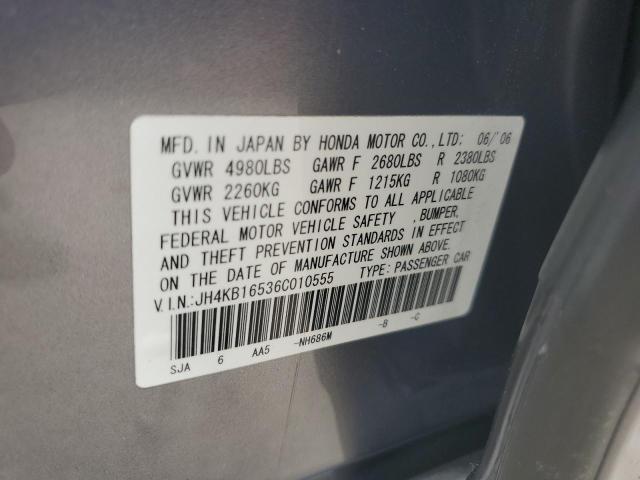 MFD. IN JAPAN BY HONDA MOTOR CO., LTD: 06/'06
GVWR 4980LBS GAWR F 2680LBS R 2380LBS
GVWR 2260KG GAWR F 1215KG R 1080KG
THIS VEHICLE CONFORMS TO ALL APPLICABLE
FEDERAL MOTOR VEHICLE SAFETY , BUMPER,
AND THEFT PREVENTION STANDARDS IN EFFECT
ON THE DATE OF MANUFACTURE SHOWN ABOVE.
V.I.N.:JH4KB16536C010555 TYPE: PASSENGER CAR
SJA 6 AA5 -NH686M -B -C